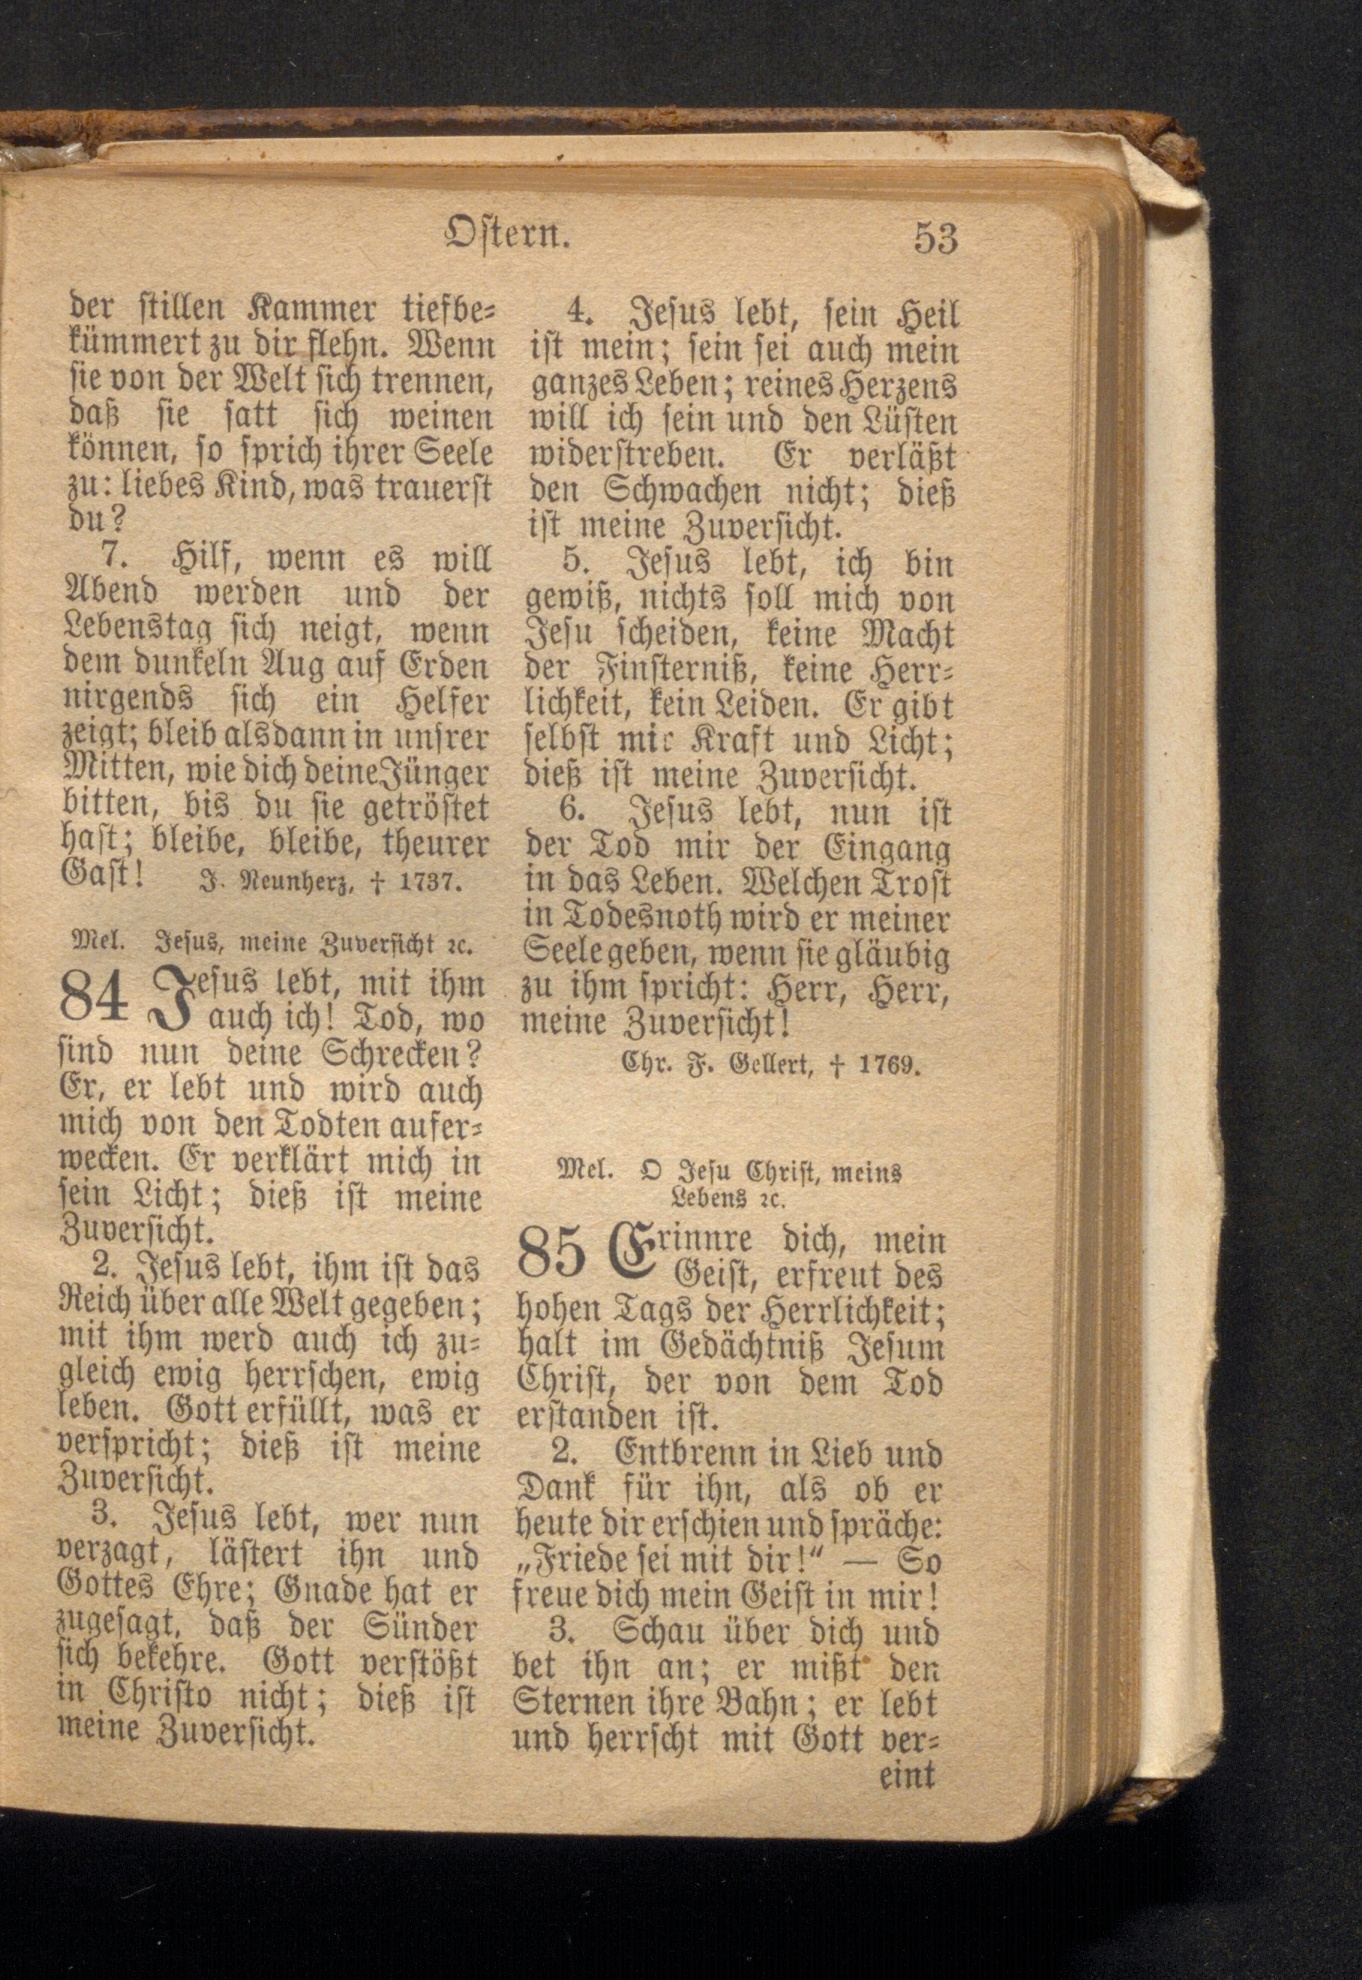 Ostern.
53
der stillen Kammer tiefbe-
kümmert zu dir flehn. Wenn
sie von der Welt sich trennen,
daß sie satt sich weinen
können, so sprich ihrer Seele
zu: liebes Kind, was trauerst
du?
7. Hilf, wenn es will
Abend werden und der
Lebenstag sich neigt, wenn
dem dunkeln Aug auf Erden
nirgends sich ein Helfer
zeigt; bleib alsdann in unsrer
Mitten, wie dich deine Jünger
bitten, bis du sie getröstet
hast; bleibe, bleibe, theurer
Gast! J. Neunherz, † 1737.
Mel. Jesus, meine Zuversicht ꝛc.
84 Jesus lebt, mit ihm
auch ich! Tod, wo
sind nun deine Schrecken?
Er, er lebt und wird auch
mich von den Todten aufer-
wecken. Er verklärt mich in
sein Licht; dieß ist meine
Zuversicht.
2. Jesus lebt, ihm ist das
Reich über alle Welt gegeben;
mit ihm werd auch ich zu-
gleich ewig herrschen, ewig
leben. Gott erfüllt, was er
verspricht; dieß ist meine
Zuversicht.
3. Jesus lebt, wer nun
verzagt, lästert ihn und
Gottes Ehre; Gnade hat er
zugesagt, daß der Sünder
sich bekehre. Gott verstößt
in Christo nicht; dieß ist
meine Zuversicht.
4. Jesus lebt, sein Heil
ist mein; sein sei auch mein
ganzes Leben; reines Herzens
will ich sein und den Lüsten
widerstreben. Er verläßt
den Schwachen nicht; dieß
ist meine Zuversicht.
5. Jesus lebt, ich bin
gewiß, nichts soll mich von
Jesu scheiden, keine Macht
der Finsterniß, keine Herr-
lichkeit, kein Leiden. Er gibt
selbst mir Kraft und Licht;
dieß ist meine Zuversicht.
6. Jesus lebt, nun ist
der Tod mir der Eingang
in das Leben. Welchen Trost
in Todesnoth wird er meiner
Seele geben, wenn sie gläubig
zu ihm spricht: Herr, Herr,
meine Zuversicht!
Chr. F. Gellert, † 1769.
Mel. O Jesu Christ, meins
Lebens ꝛc.
85 Erinnre dich, mein
Geist, erfreut des
hohen Tags der Herrlichkeit;
halt im Gedächtniß Jesum
Christ, der von dem Tod
erstanden ist.
2. Entbrenn in Lieb und
Dank für ihn, als ob er
heute dir erschien und spräche:
„Friede sei mit dir!“ — So
freue dich mein Geist in mir!
3. Schau über dich und
bet ihn an; er mißt den
Sternen ihre Bahn; er lebt
und herrscht mit Gott ver-
eint